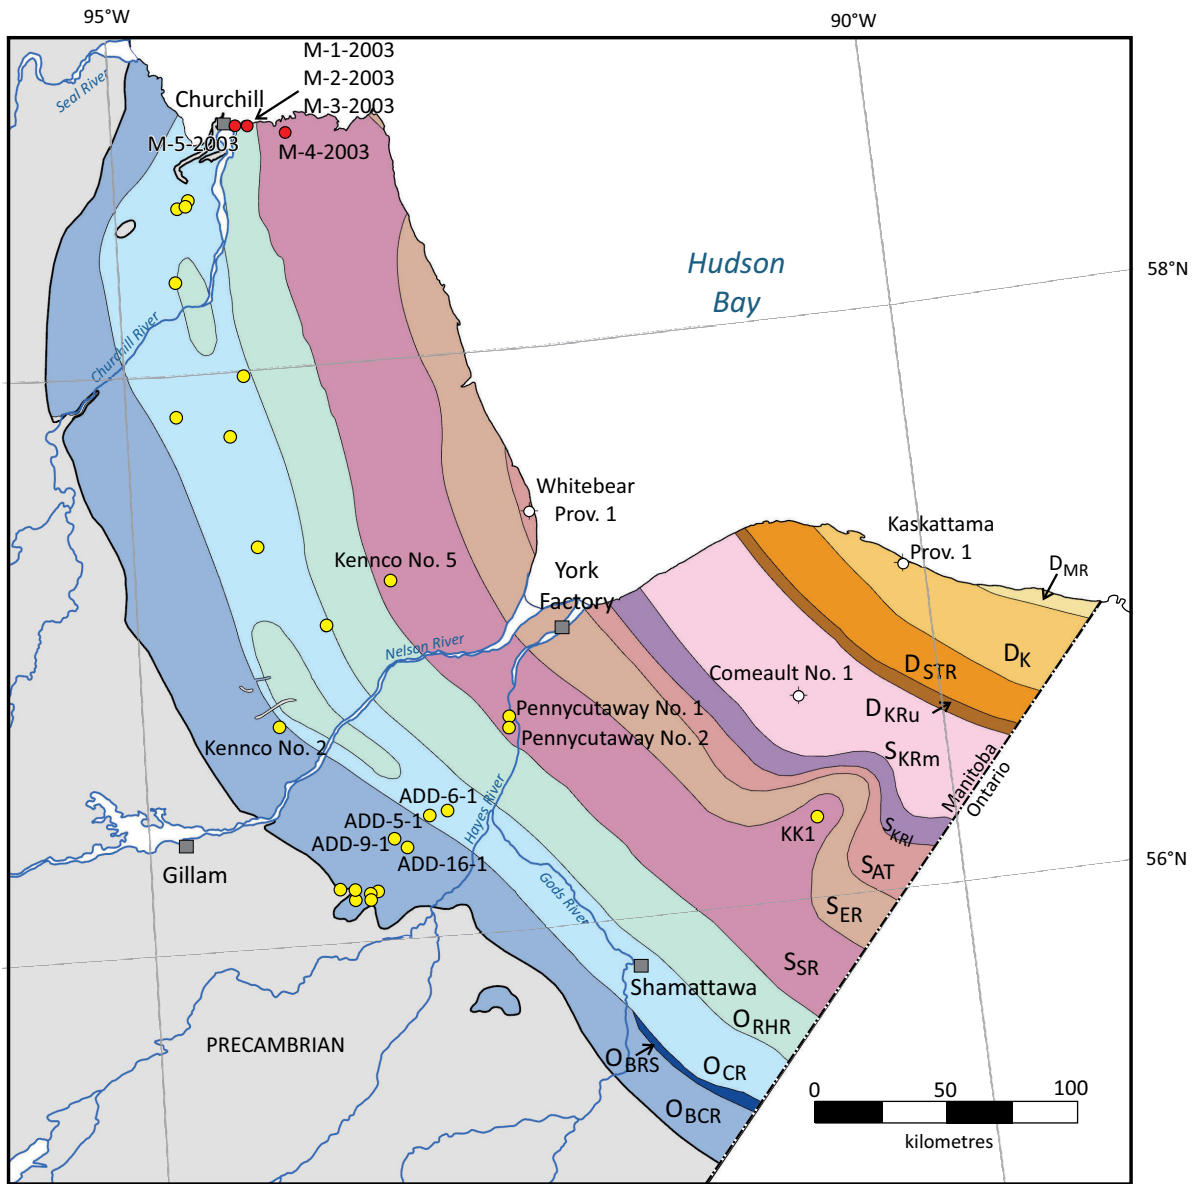 95°W
90°W
M-1-2003
M-2-2003
M-3-2003
Seal River
Churchill
M-5-2003
M-4-2003
Hudson
Bay
58°N
Churchill River
Whitebear
Prov. 1
Kaskattama
Prov. 1
Kennco No. 5
York
Factory
DMR
Nelson River
DK
DSTR
Comeault No. 1
DKRu
Pennycutaway No. 1
Pennycutaway No. 2
Kennco No. 2
SKRm
Manitoba
Ontario
ADD-6-1
ADD-5-1
ADD-9-1
ADD-16-1
Hayes River
KK1
SKRl
56°N
Gillam
SAT
Gods River
SER
SSR
Shamattawa
ORHR
PRECAMBRIAN
OBRS
OCR
OBCR
0 50 100
kilometres